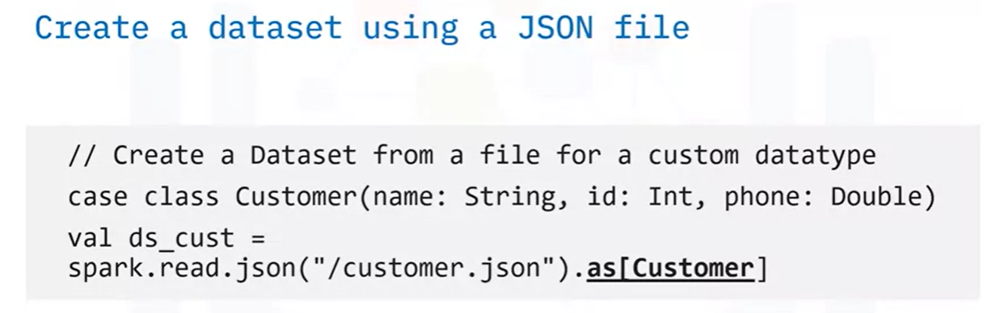 Create a dataset using a JSON file
// Create a Dataset from a file for a custom datatype
case class Customer(name: String, id: Int, phone: Double)
val ds_cust =
spark.read.json("/customer.json").as[Customer]